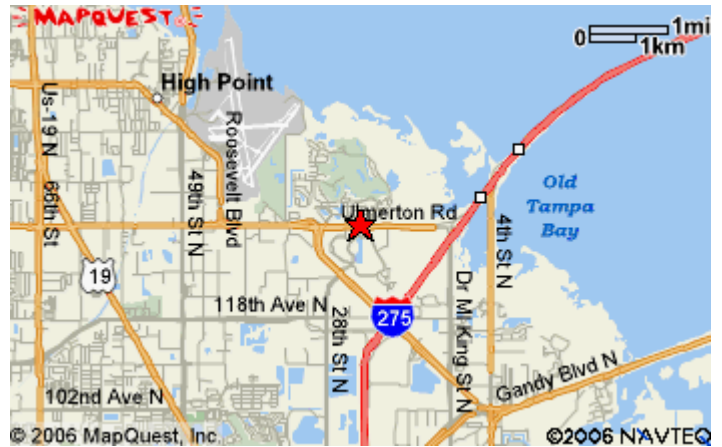 MAPQUEST
0 1mi
1km
High Point
Us-19 N
66th St
49th St N
Roosevelt Blvd
Ulmerton Rd
Old
Tampa
Bay
4th St N
19
118th Ave N
28th St N
275
Dr M King St N
Gandy Blvd N
102nd Ave N
© 2006 MapQuest, Inc.
©2006 NAVTEQ